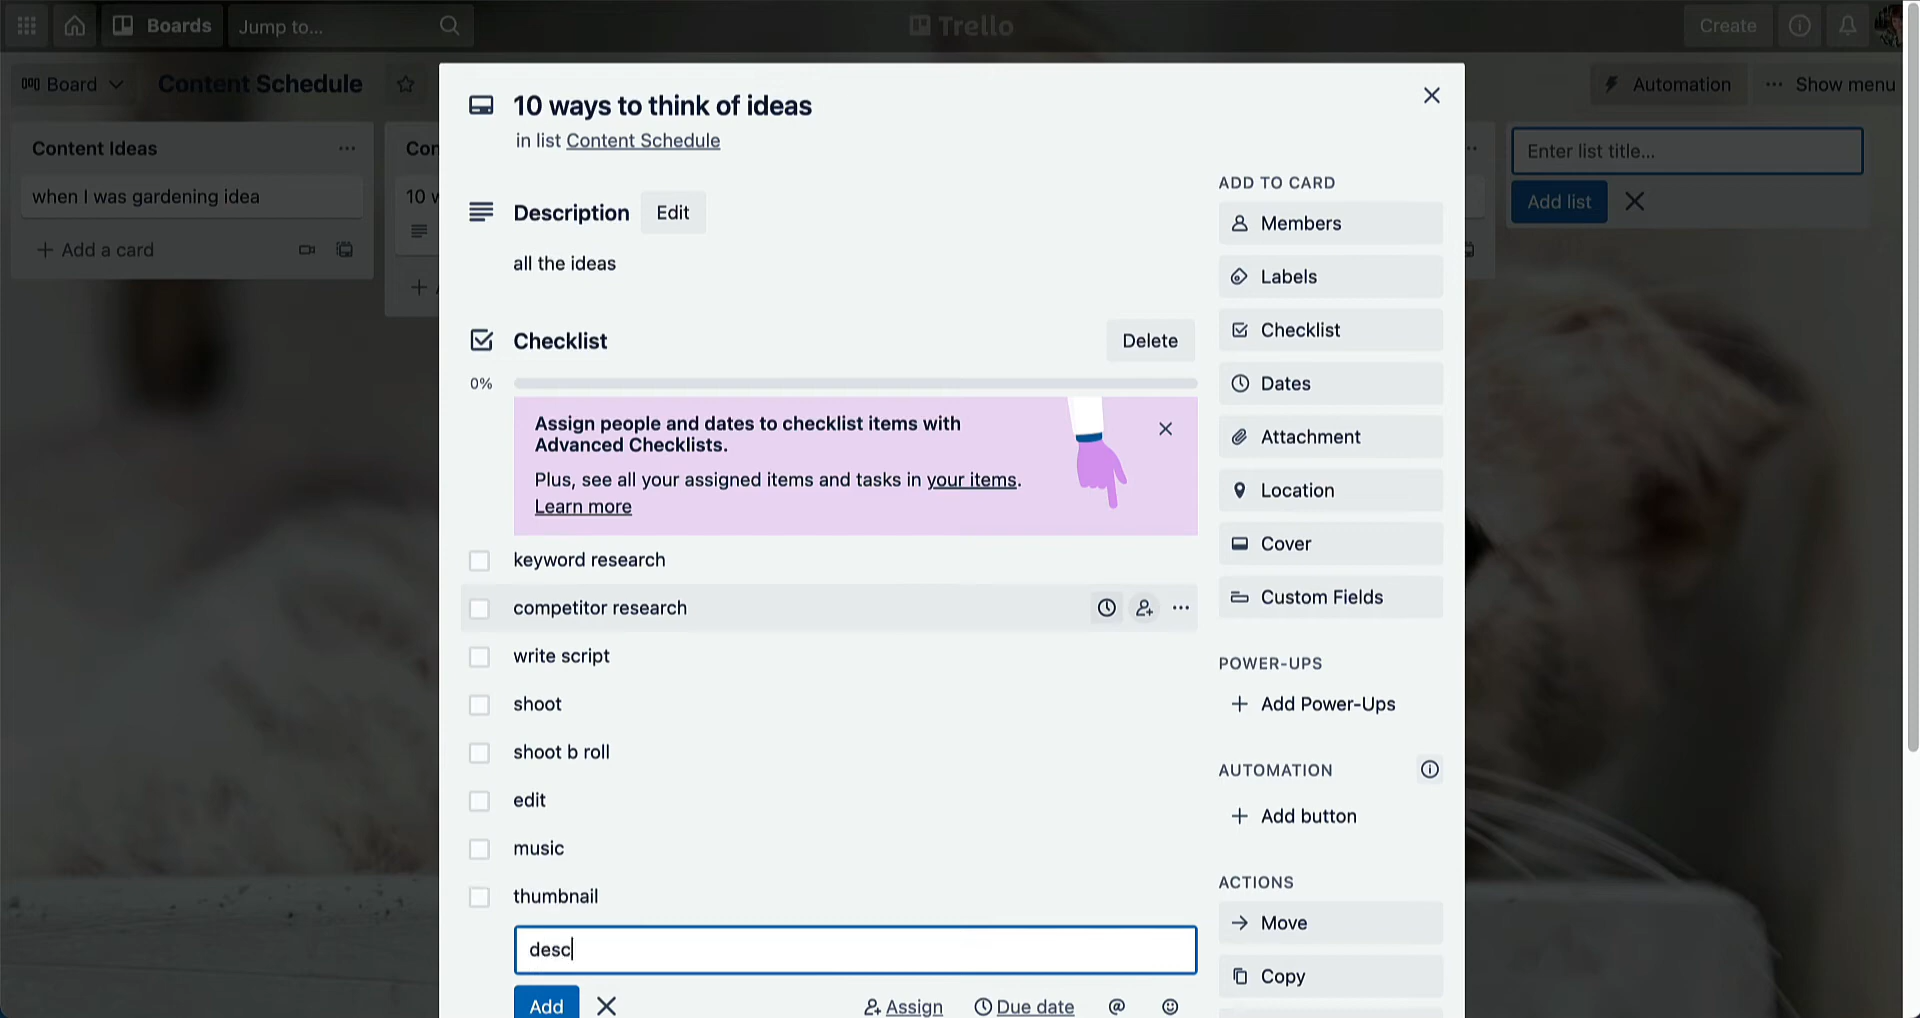 Boards
Jump to...
Trello
Create
Board
Content Schedule
Automation
... Show menu
Content Ideas
when I was gardening idea
+ Add a card
Con
10 w
10 ways to think of ideas
in list Content Schedule
Description
Edit
all the ideas
Checklist
Delete
0%
Assign people and dates to checklist items with
Advanced Checklists.
Plus, see all your assigned items and tasks in your items.
Learn more
keyword research
competitor research
write script
shoot
shoot b roll
edit
music
thumbnail
desc
Add
Assign
Due date
@
ADD TO CARD
Members
Labels
Checklist
Dates
Attachment
Location
Cover
Custom Fields
POWER-UPS
+ Add Power-Ups
AUTOMATION
+ Add button
ACTIONS
Move
Copy
Enter list title...
Add list